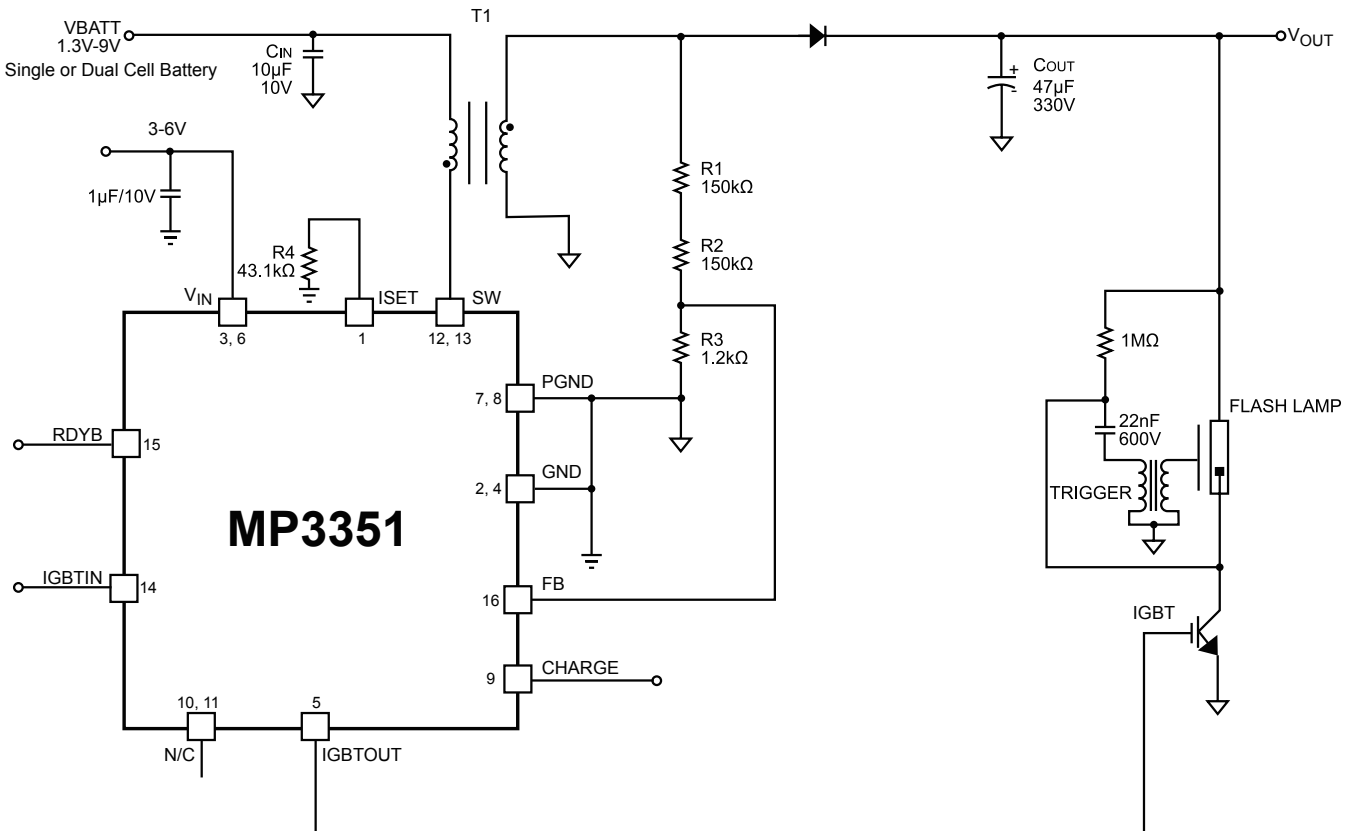 T1
VBATT
1.3V-9V
Single or Dual Cell Battery
CIN
10µF
10V
VOUT
COUT
+
47µF
-
330V
3-6V
1µF/10V
R1
150kΩ
R2
150kΩ
R3
1.2kΩ
R4
43.1kΩ
VIN
ISET
SW
3, 6
1
12, 13
PGND
7, 8
1MΩ
FLASH LAMP
22nF
600V
TRIGGER
RDYB
15
GND
2, 4
MP3351
IGBTIN
14
FB
16
IGBT
CHARGE
9
10, 11
5
N/C
IGBTOUT